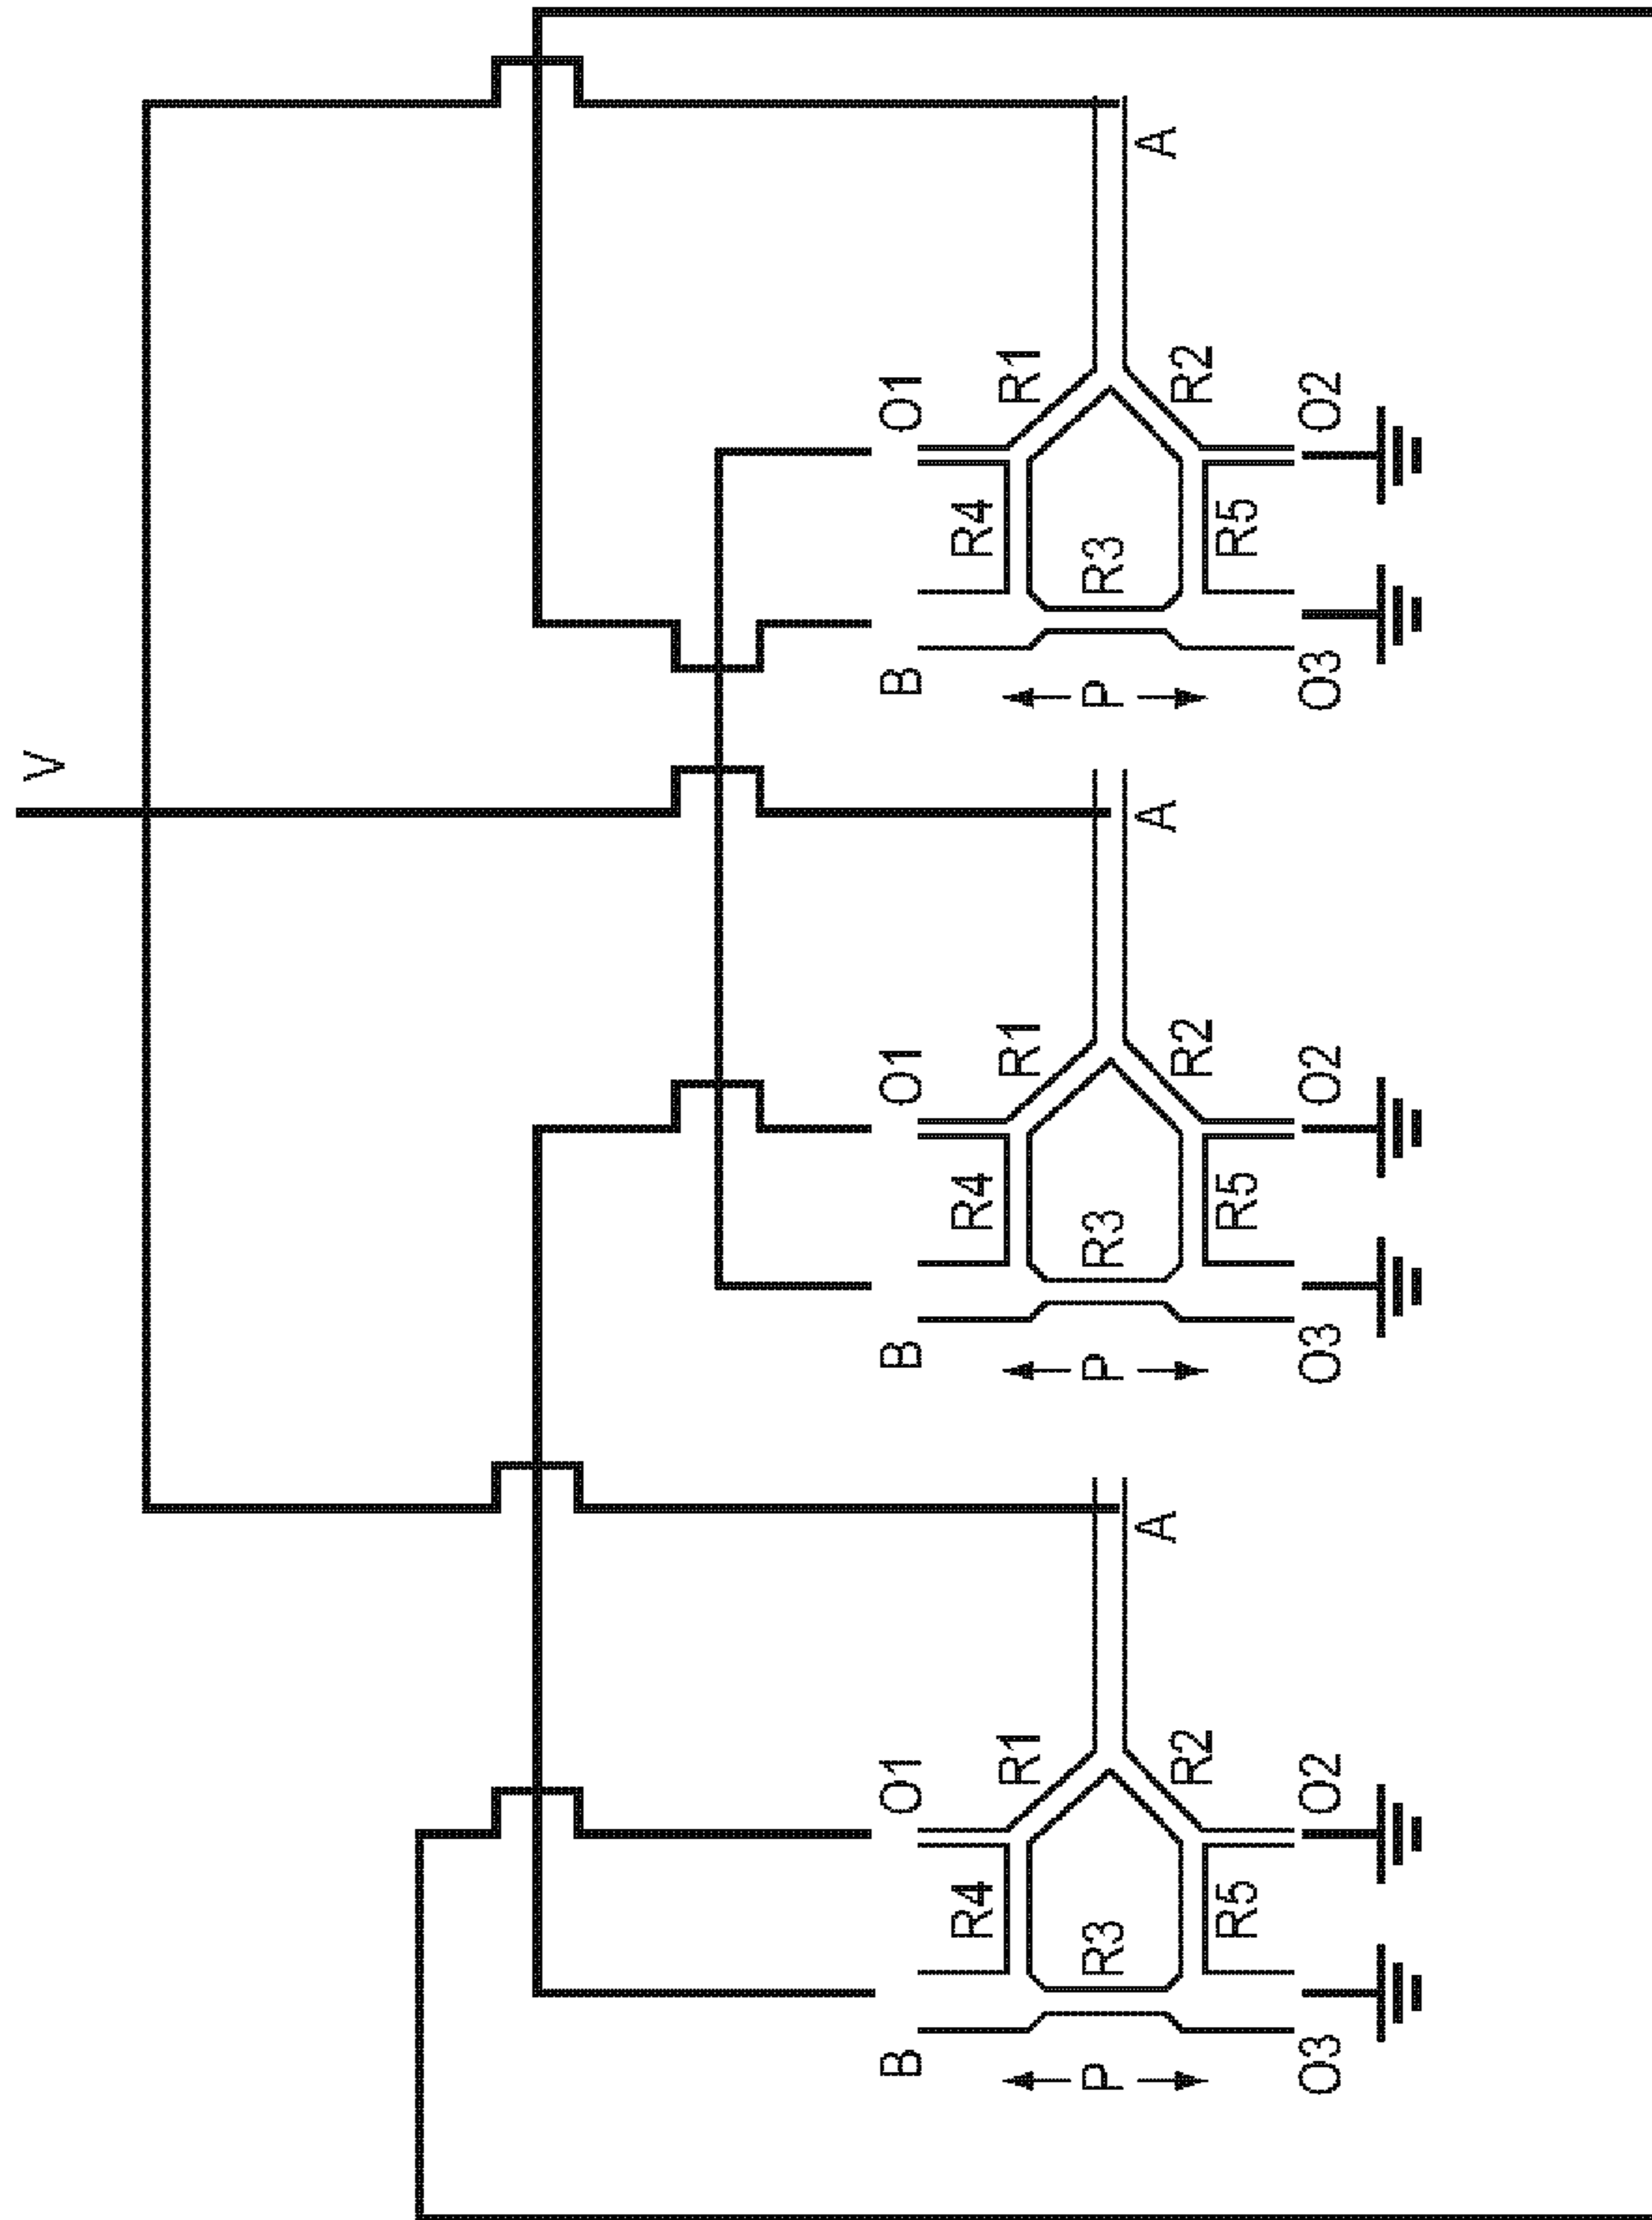 V
B O1 B O1 B O1
R4 R4 R4
R1 R1 R1
P R3 P R3 P R3
A A A
R2 R2 R2
R5 R5 R5
O3 O2 O3 O2 O3 O2